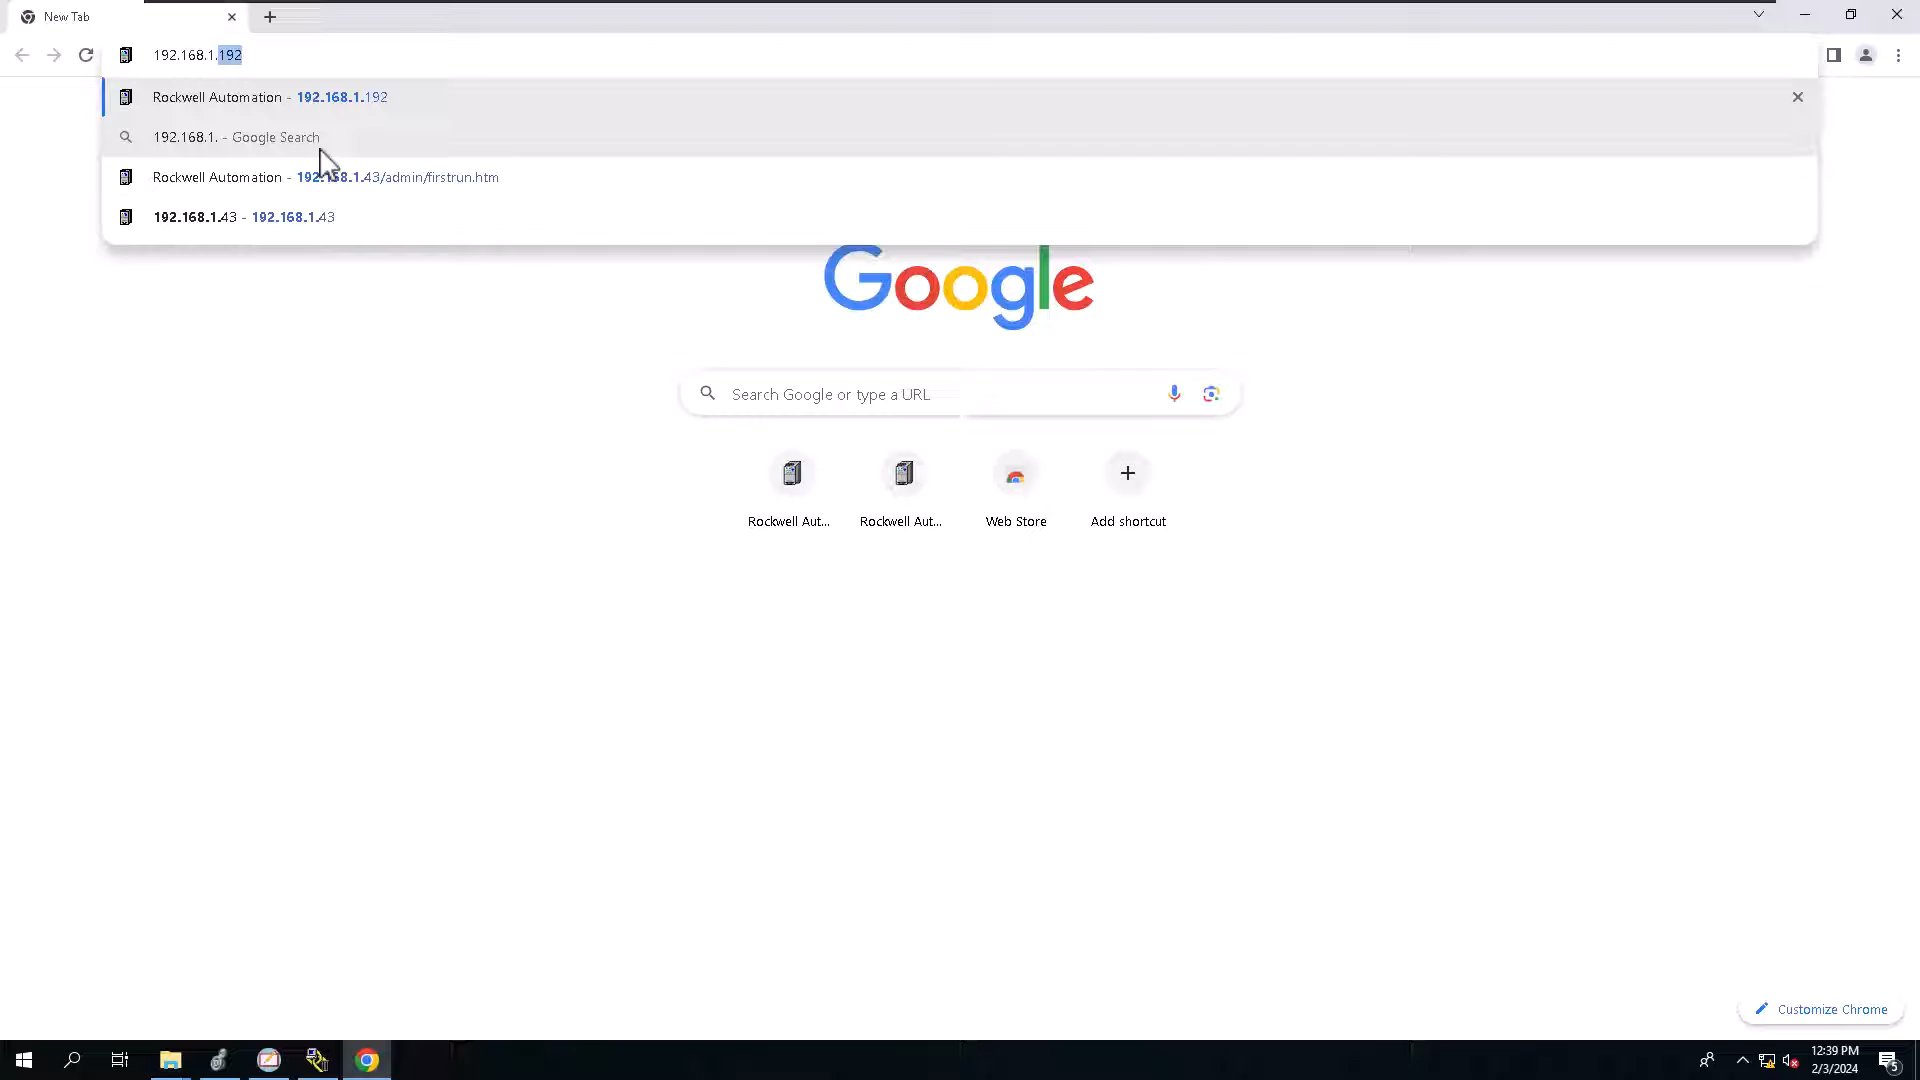 New Tab
192.168.1.192
Rockwell Automation - 192.168.1.192
192.168.1. - Google Search
Rockwell Automation - 192.168.1.43/admin/firstrun.htm
192.168.1.43 - 192.168.1.43
Google
Search Google or type a URL
Rockwell Aut...
Rockwell Aut...
Web Store
Add shortcut
Customize Chrome
12:39 PM
2/3/2024
5